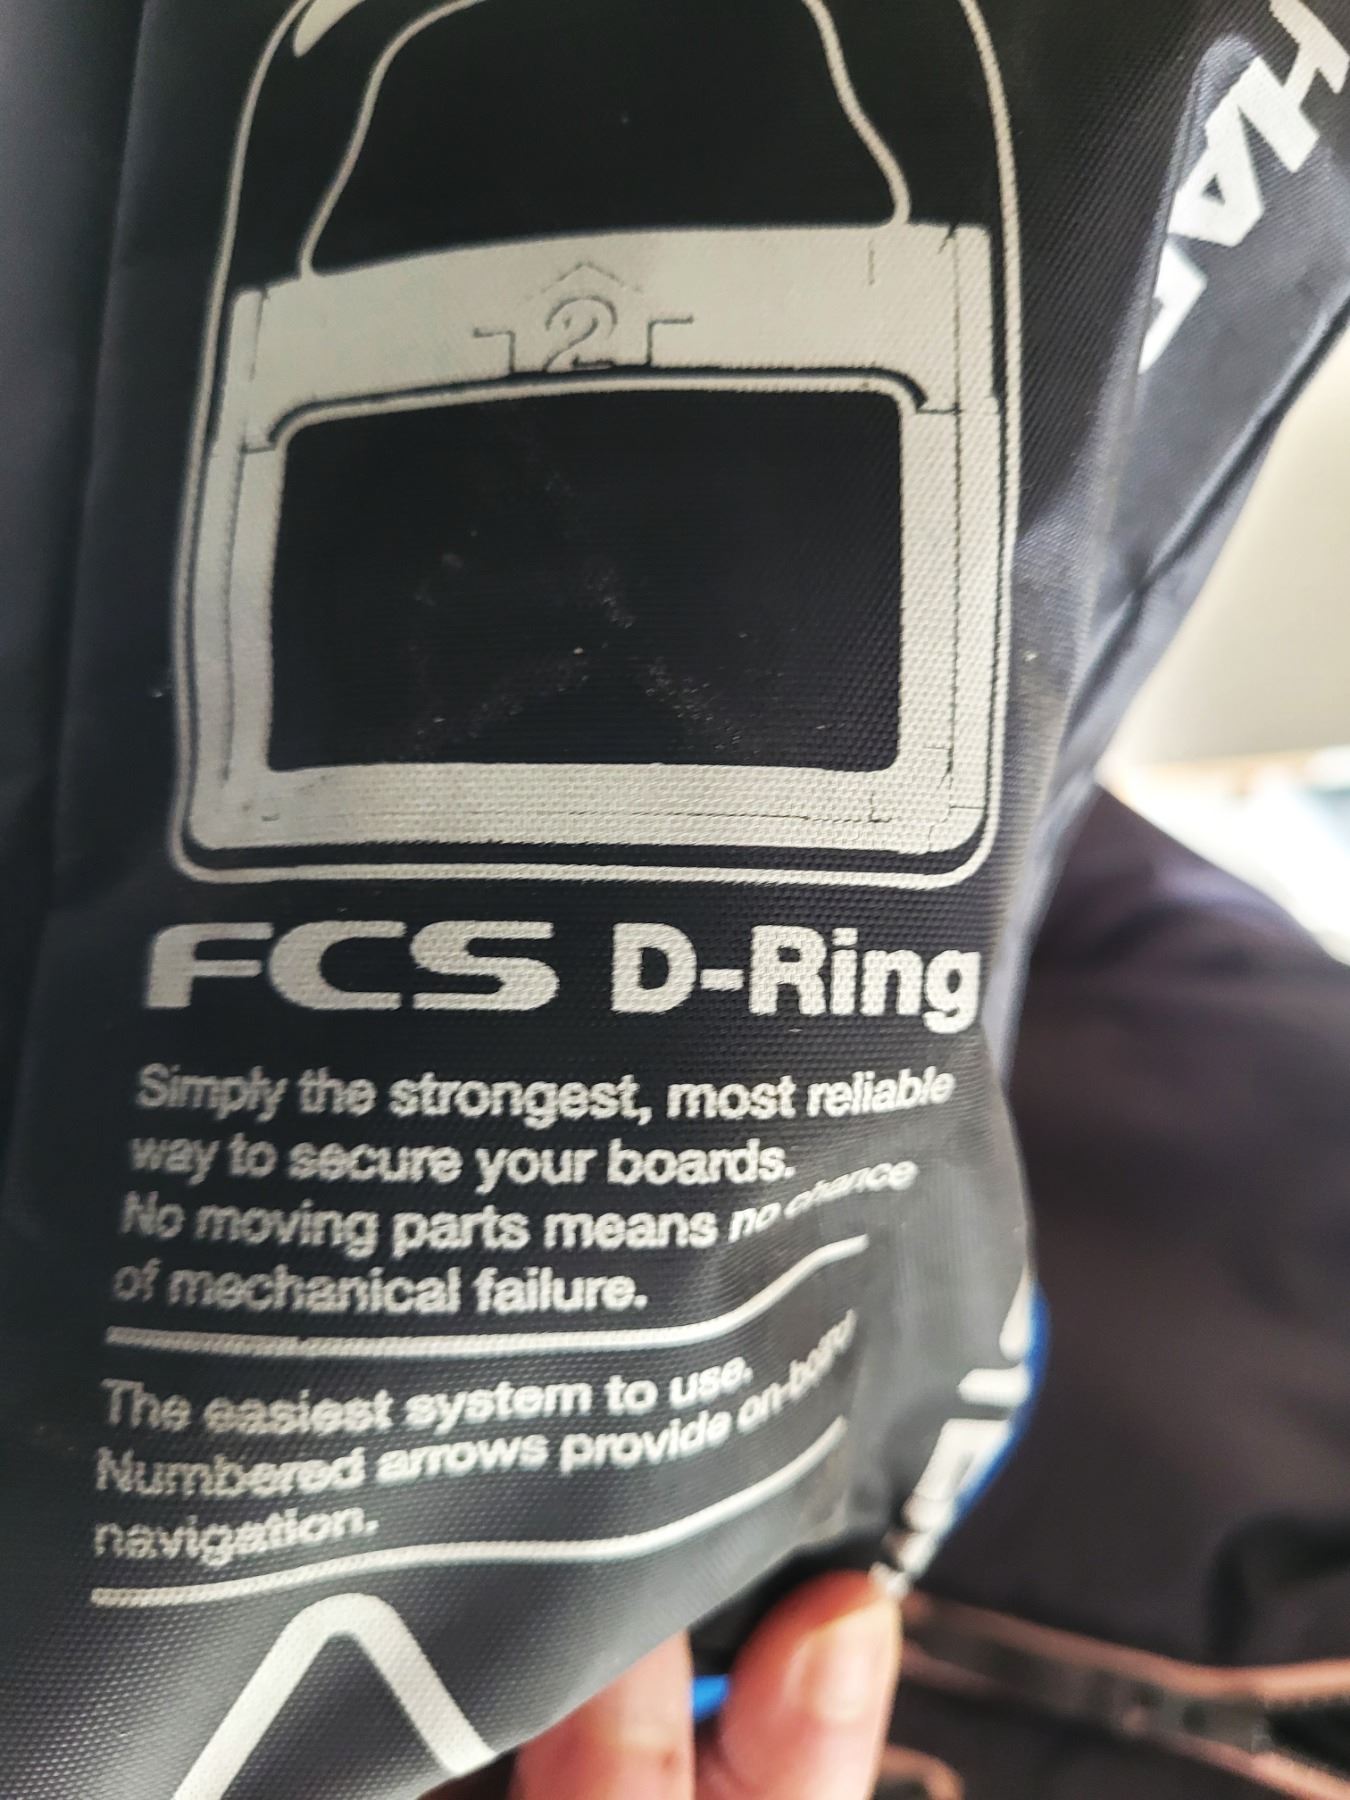 2
FCS D-Ring
Simply the strongest, most reliable
way to secure your boards.
No moving parts means no chance
of mechanical failure.
The easiest system to use.
Numbered arrows provide on-board
navigation.